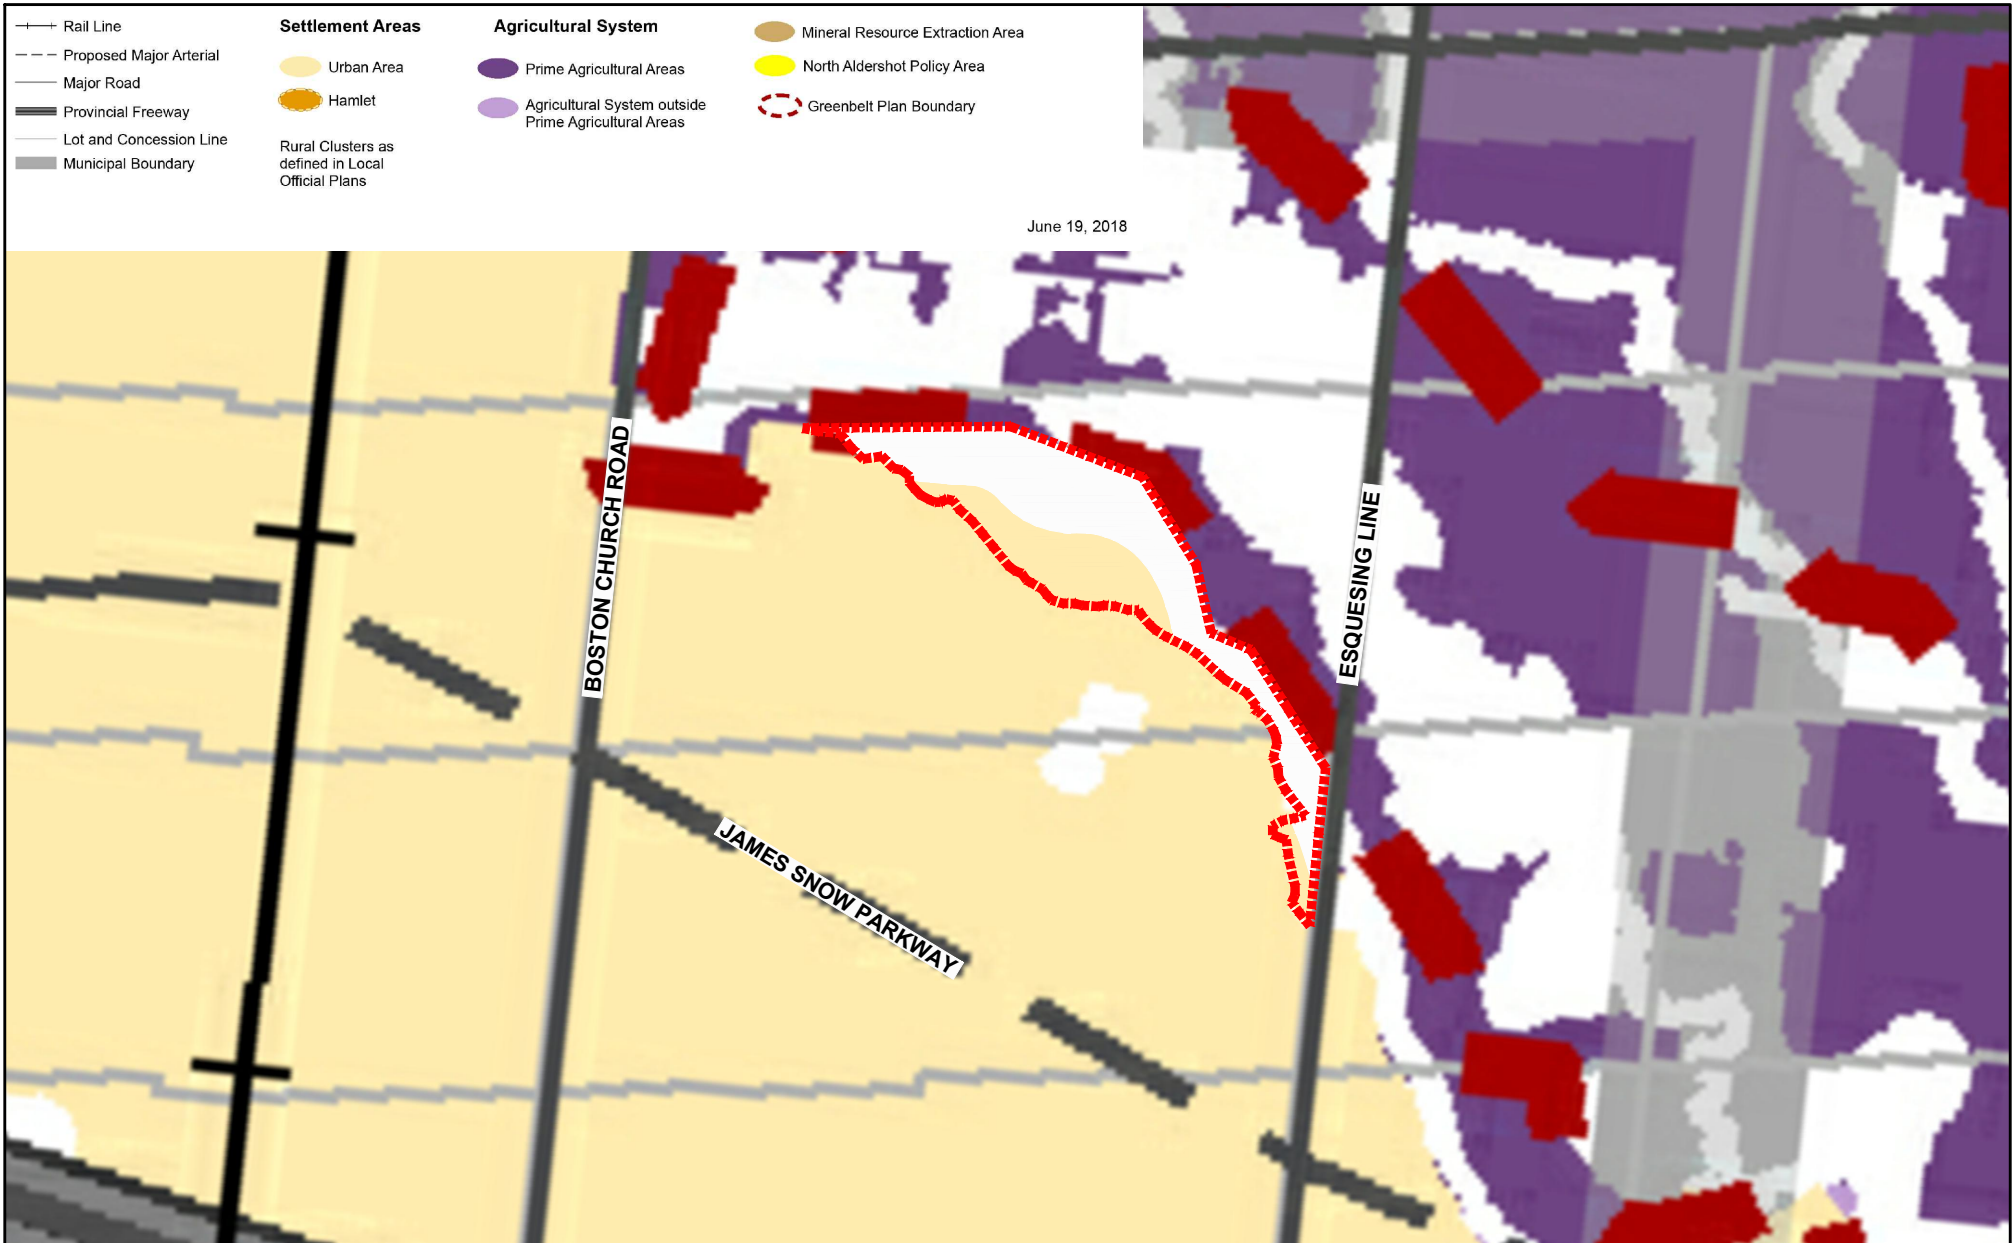 Rail Line
Proposed Major Arterial
Major Road
Provincial Freeway
Lot and Concession Line
Municipal Boundary
Settlement Areas
Urban Area
Hamlet
Rural Clusters as
defined in Local
Official Plans
Agricultural System
Prime Agricultural Areas
Agricultural System outside
Prime Agricultural Areas
Mineral Resource Extraction Area
North Aldershot Policy Area
Greenbelt Plan Boundary
June 19, 2018
BOSTON CHURCH ROAD
ESQUESING LINE
JAMES SNOW PARKWAY